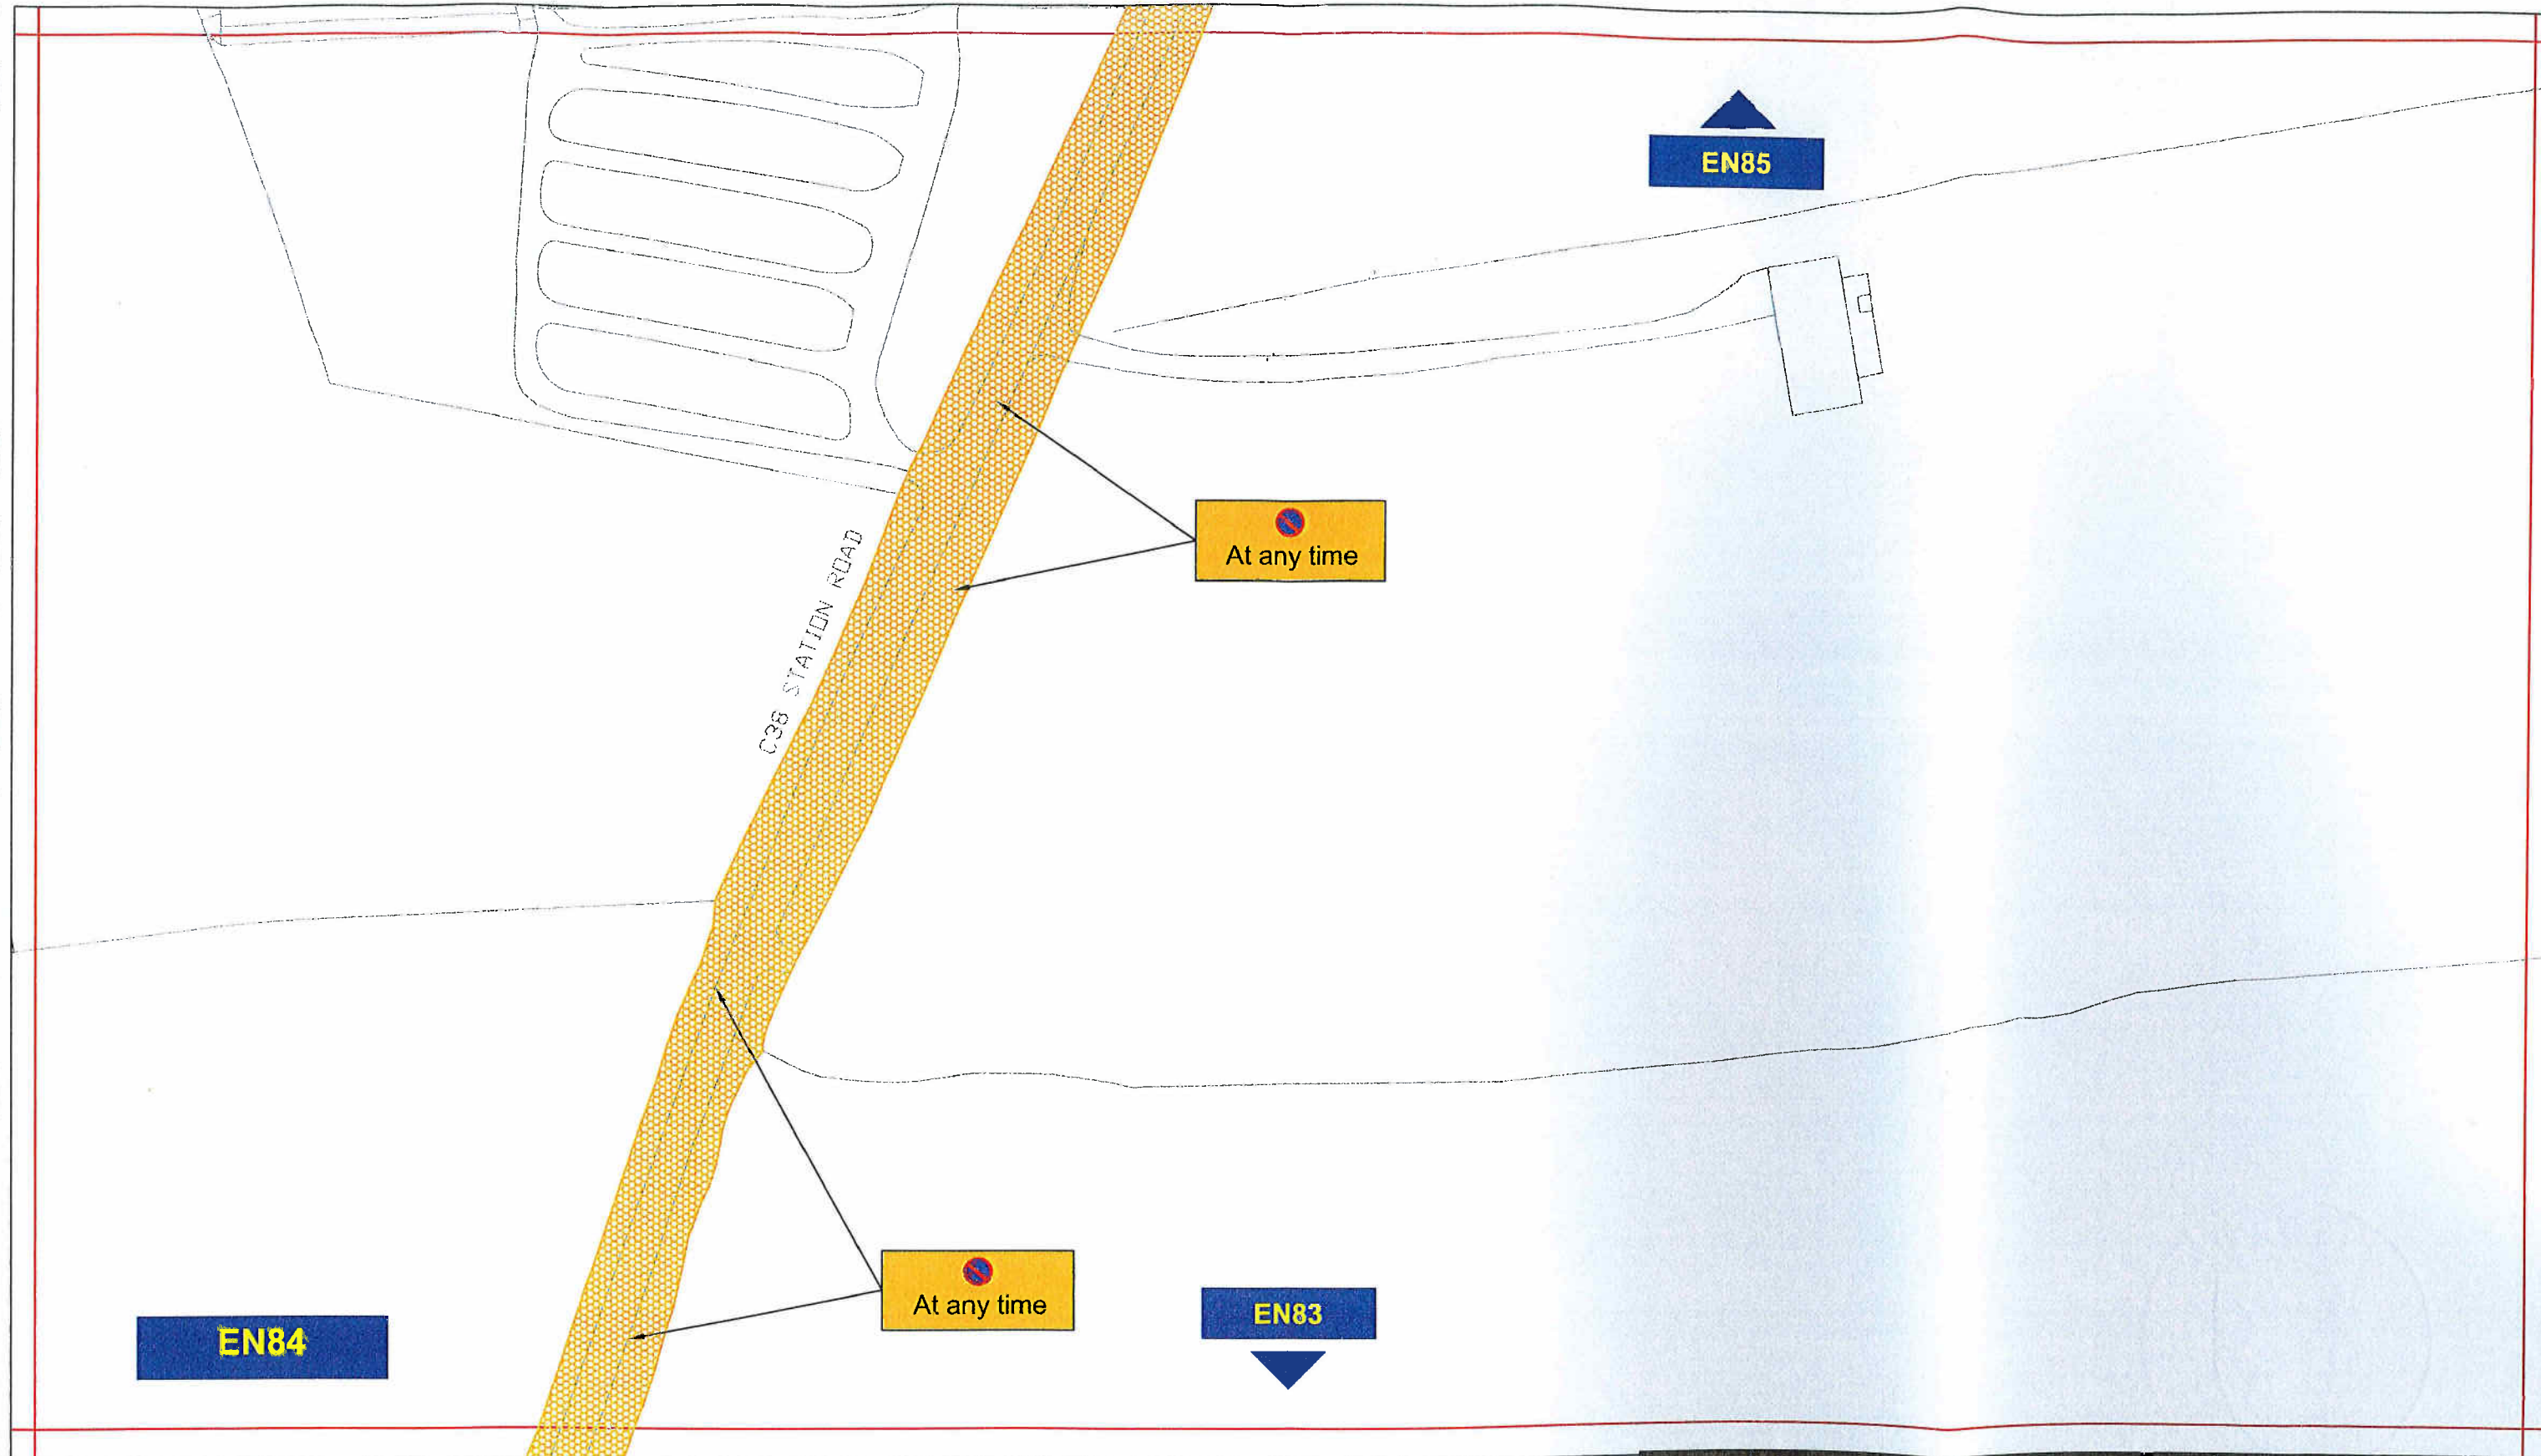 EN85
At any time
C38 STATION ROAD
At any time
EN83
EN84